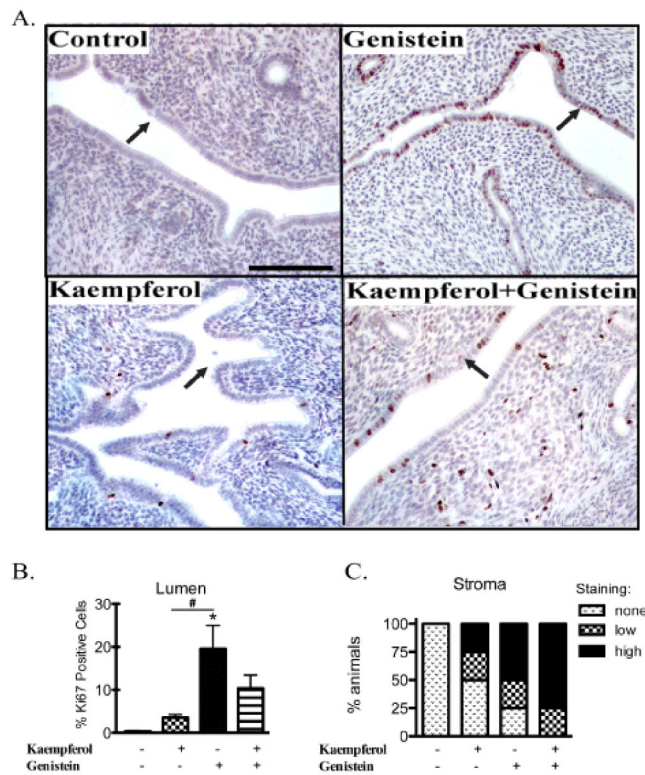 A.
Control
Genistein
Kaempferol
Kaempferol+Genistein
B.
Lumen
% Ki67 Positive Cells
30
20
10
0
#
*
Kaempferol - + - +
Genistein - - + +
C.
Stroma
% animals
100
75
50
25
0
Kaempferol - + - +
Genistein - - + +
Staining:
none
low
high